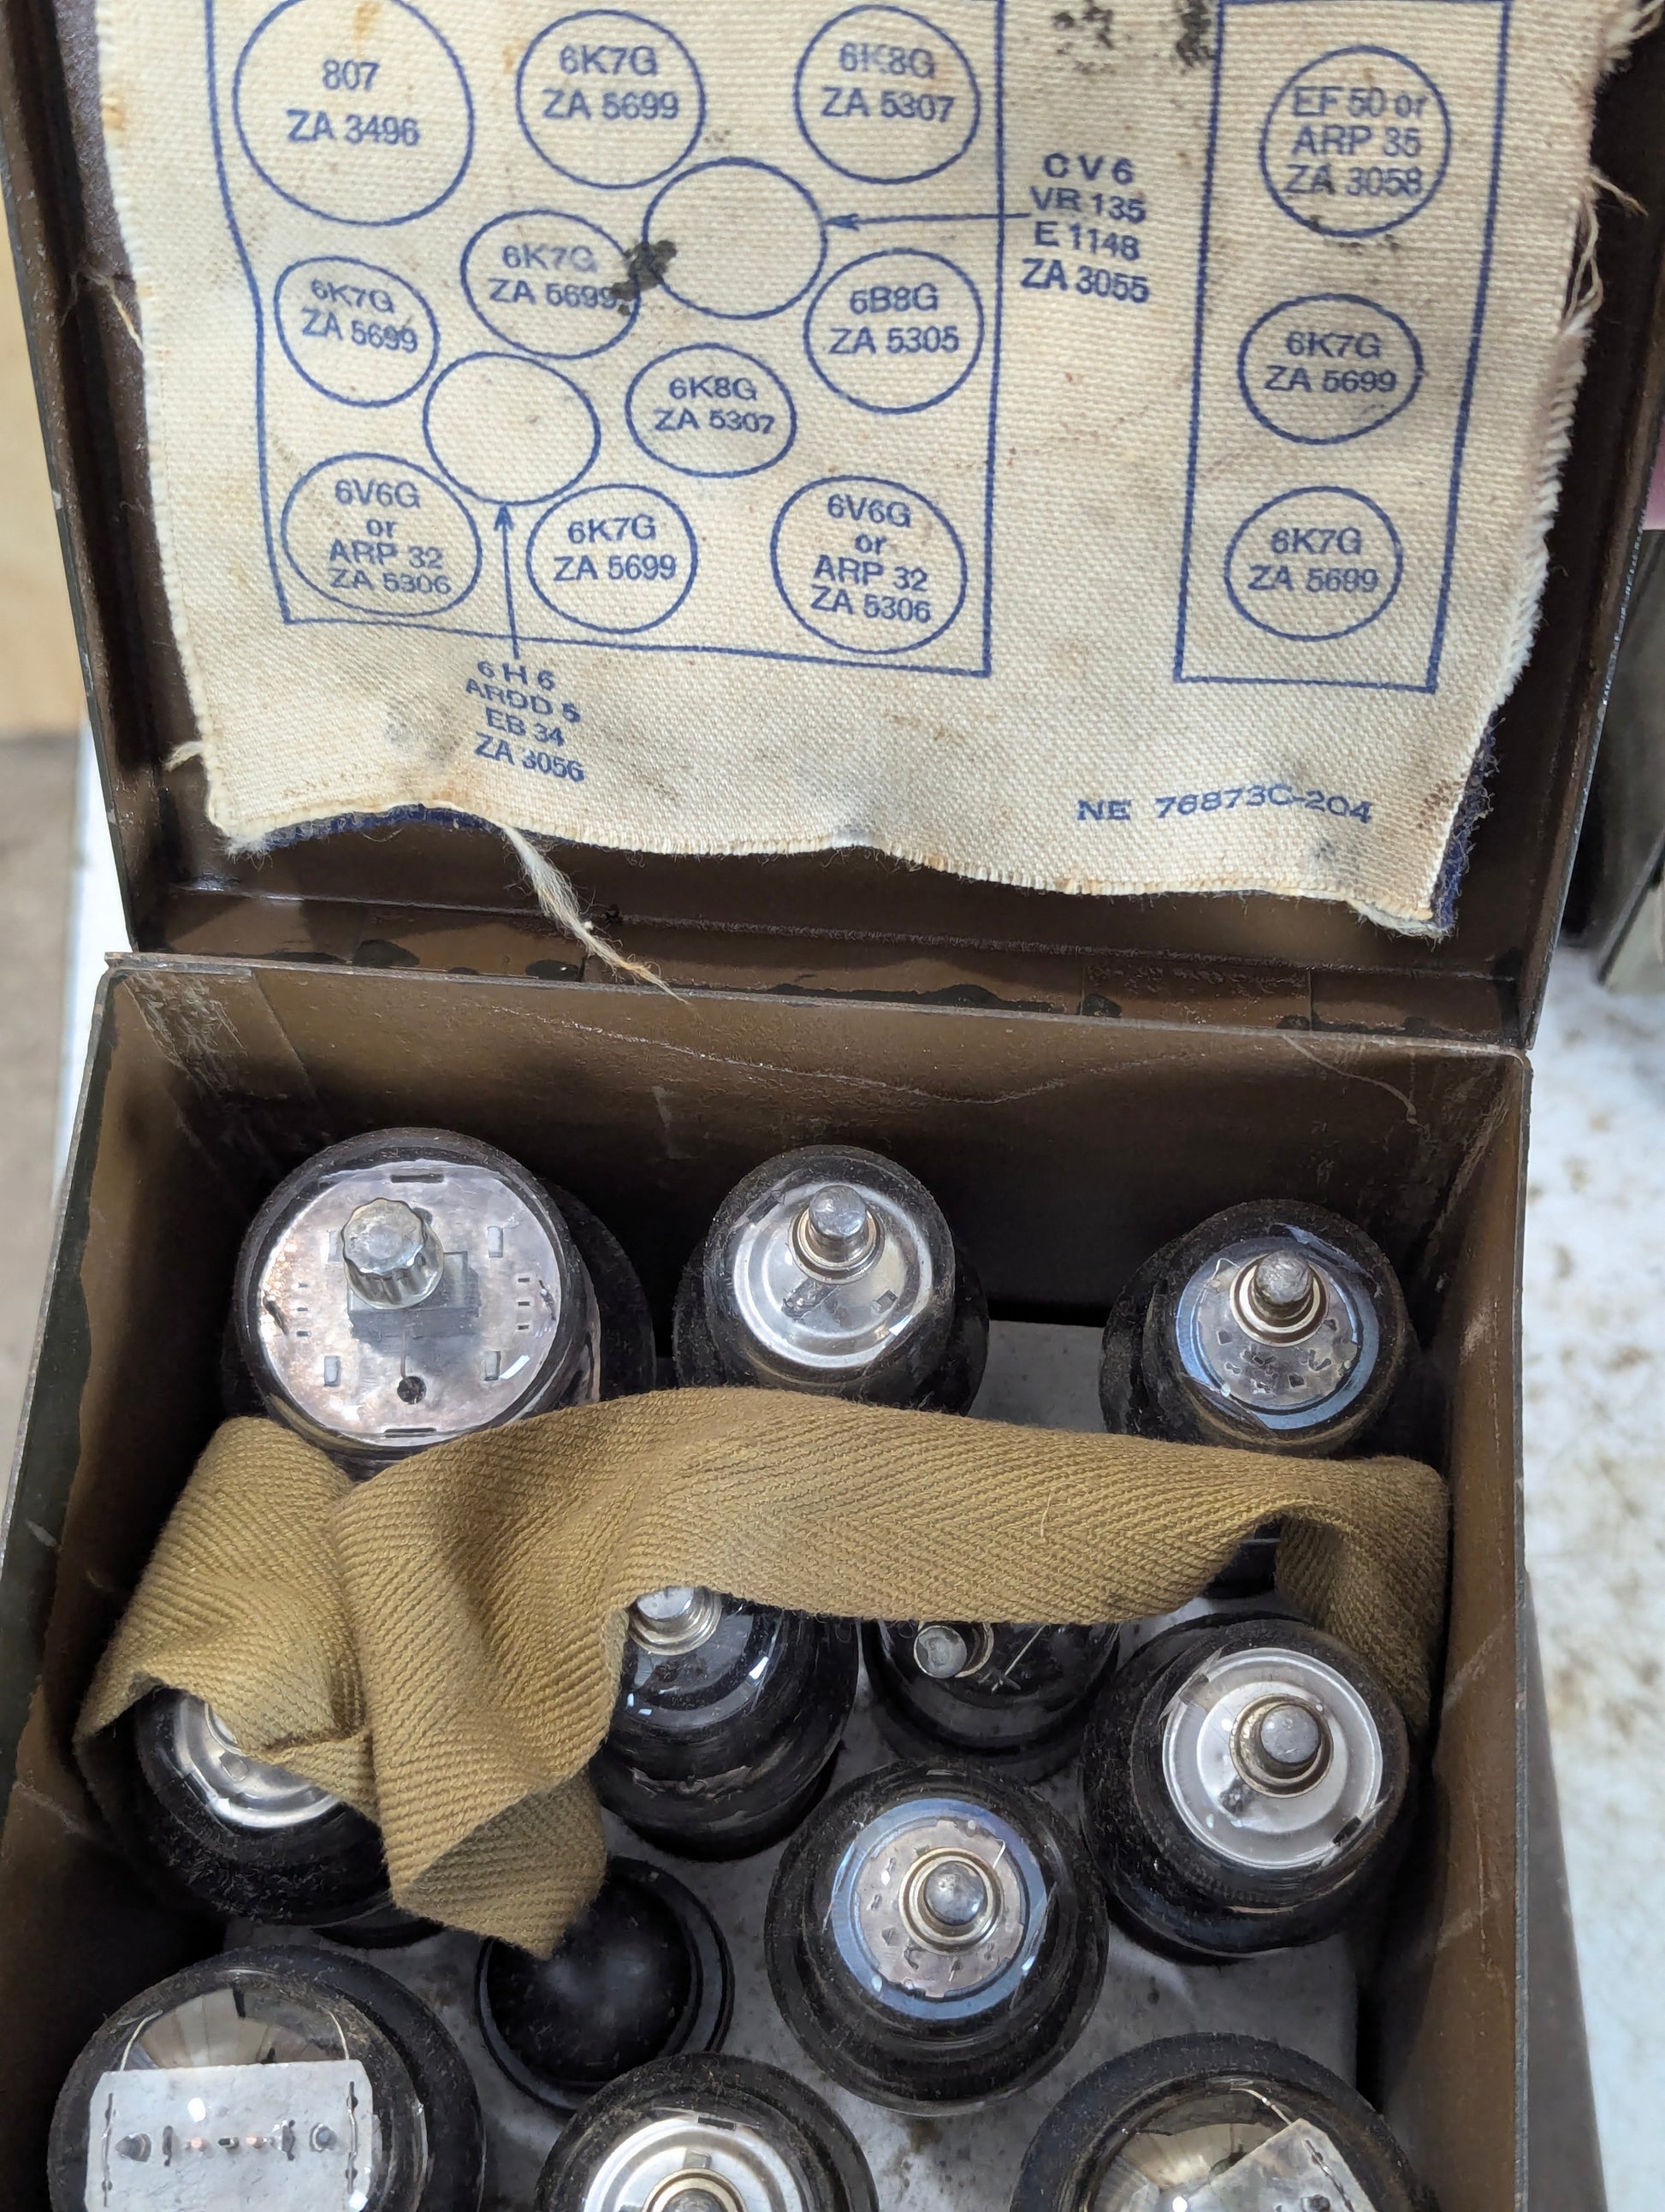 807
ZA 3496
6K7G
ZA 5699
6K8G
ZA 5307
EF 50 or
ARP 35
ZA 3058
CV6
VR 135
E 1148
ZA 3055
6K7G
ZA 5699
6K7G
ZA 5699
6B8G
ZA 5305
6K8G
ZA 5307
6K7G
ZA 5699
6V6G
or
ARP 32
ZA 5306
6K7G
ZA 5699
6V6G
or
ARP 32
ZA 5306
6K7G
ZA 5699
6H6
ARDD 5
EB 34
ZA 3056
NE 76873C-204